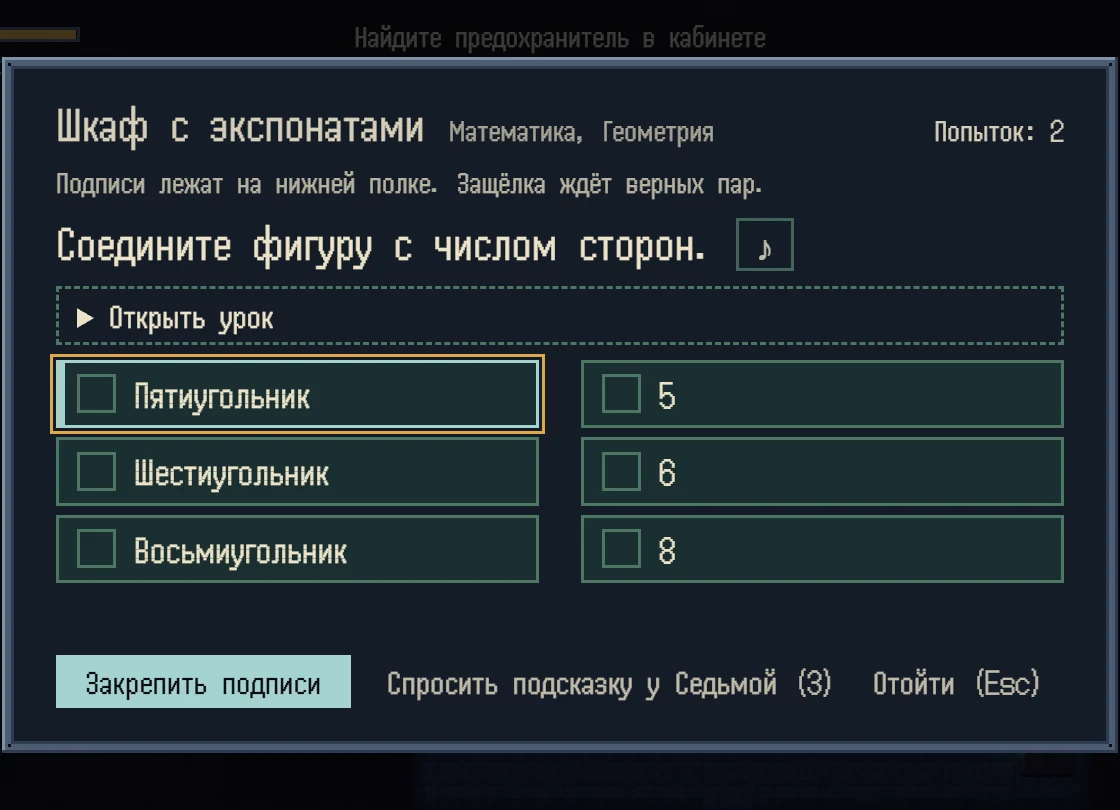 Найдите предохранитель в кабинете
Шкаф с экспонатами Математика, Геометрия Попыток: 2
Подписи лежат на нижней полке. Защёлка ждёт верных пар.
Соедините фигуру с числом сторон. ♪
▶ Открыть урок
Пятиугольник 5
Шестиугольник 6
Восьмиугольник 8
Закрепить подписи Спросить подсказку у Седьмой (3) Отойти (Esc)